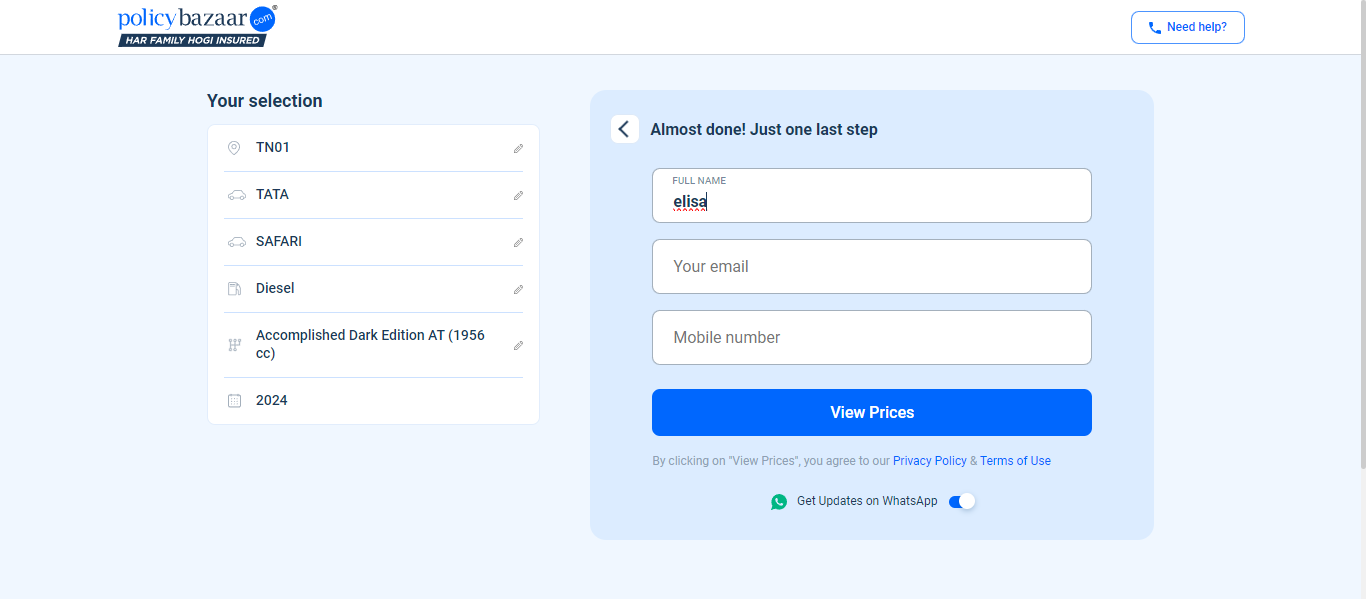 policybazaar.com®
HAR FAMILY HOGI INSURED
Need help?
Your selection
TN01
TATA
SAFARI
Diesel
Accomplished Dark Edition AT (1956
cc)
2024
Almost done! Just one last step
FULL NAME
elisa
Your email
Mobile number
View Prices
By clicking on "View Prices", you agree to our Privacy Policy & Terms of Use
Get Updates on WhatsApp